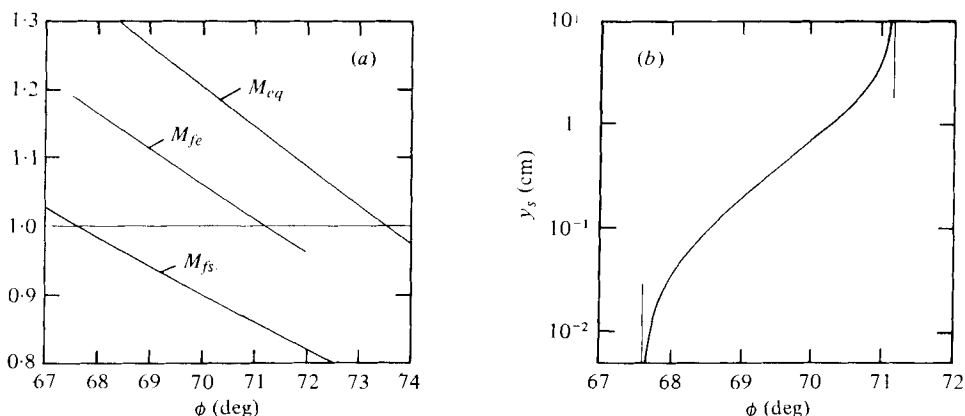 1·3
1·2
1·1
1·0
0·9
0·8
67 68 69 70 71 72 73 74
ϕ (deg)
(a)
M_eq
M_fe
M_fs
10¹
1
10⁻¹
10⁻²
y_s (cm)
67 68 69 70 71 72
ϕ (deg)
(b)